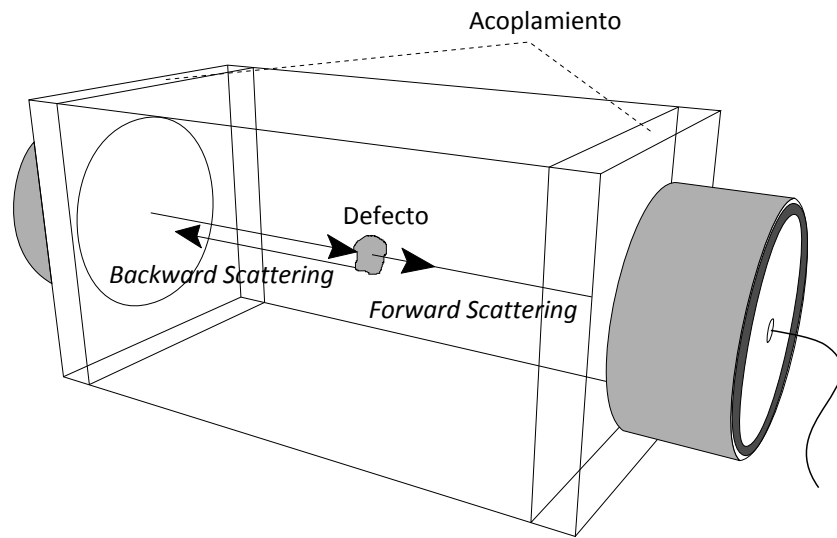 Acoplamiento
Defecto
Backward Scattering
Forward Scattering